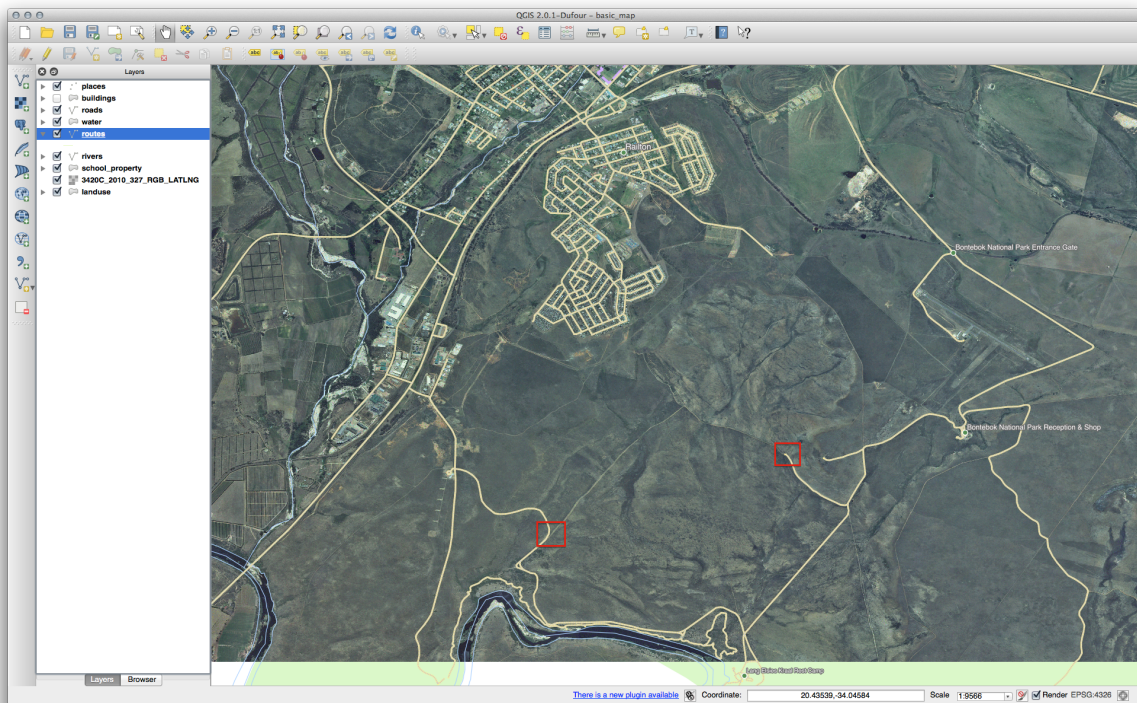 QGIS 2.0.1-Dufour - basic_map
Layers
places
buildings
roads
water
routes
rivers
school_property
3420C_2010_327_RGB_LATLNG
landuse
Railton
Bontebok National Park Entrance Gate
Bontebok National Park Reception & Shop
Lang Elsies Kraal Rest Camp
Layers Browser
There is a new plugin available Coordinate: 20.43539,-34.04584 Scale 1:9566 Render EPSG:4326